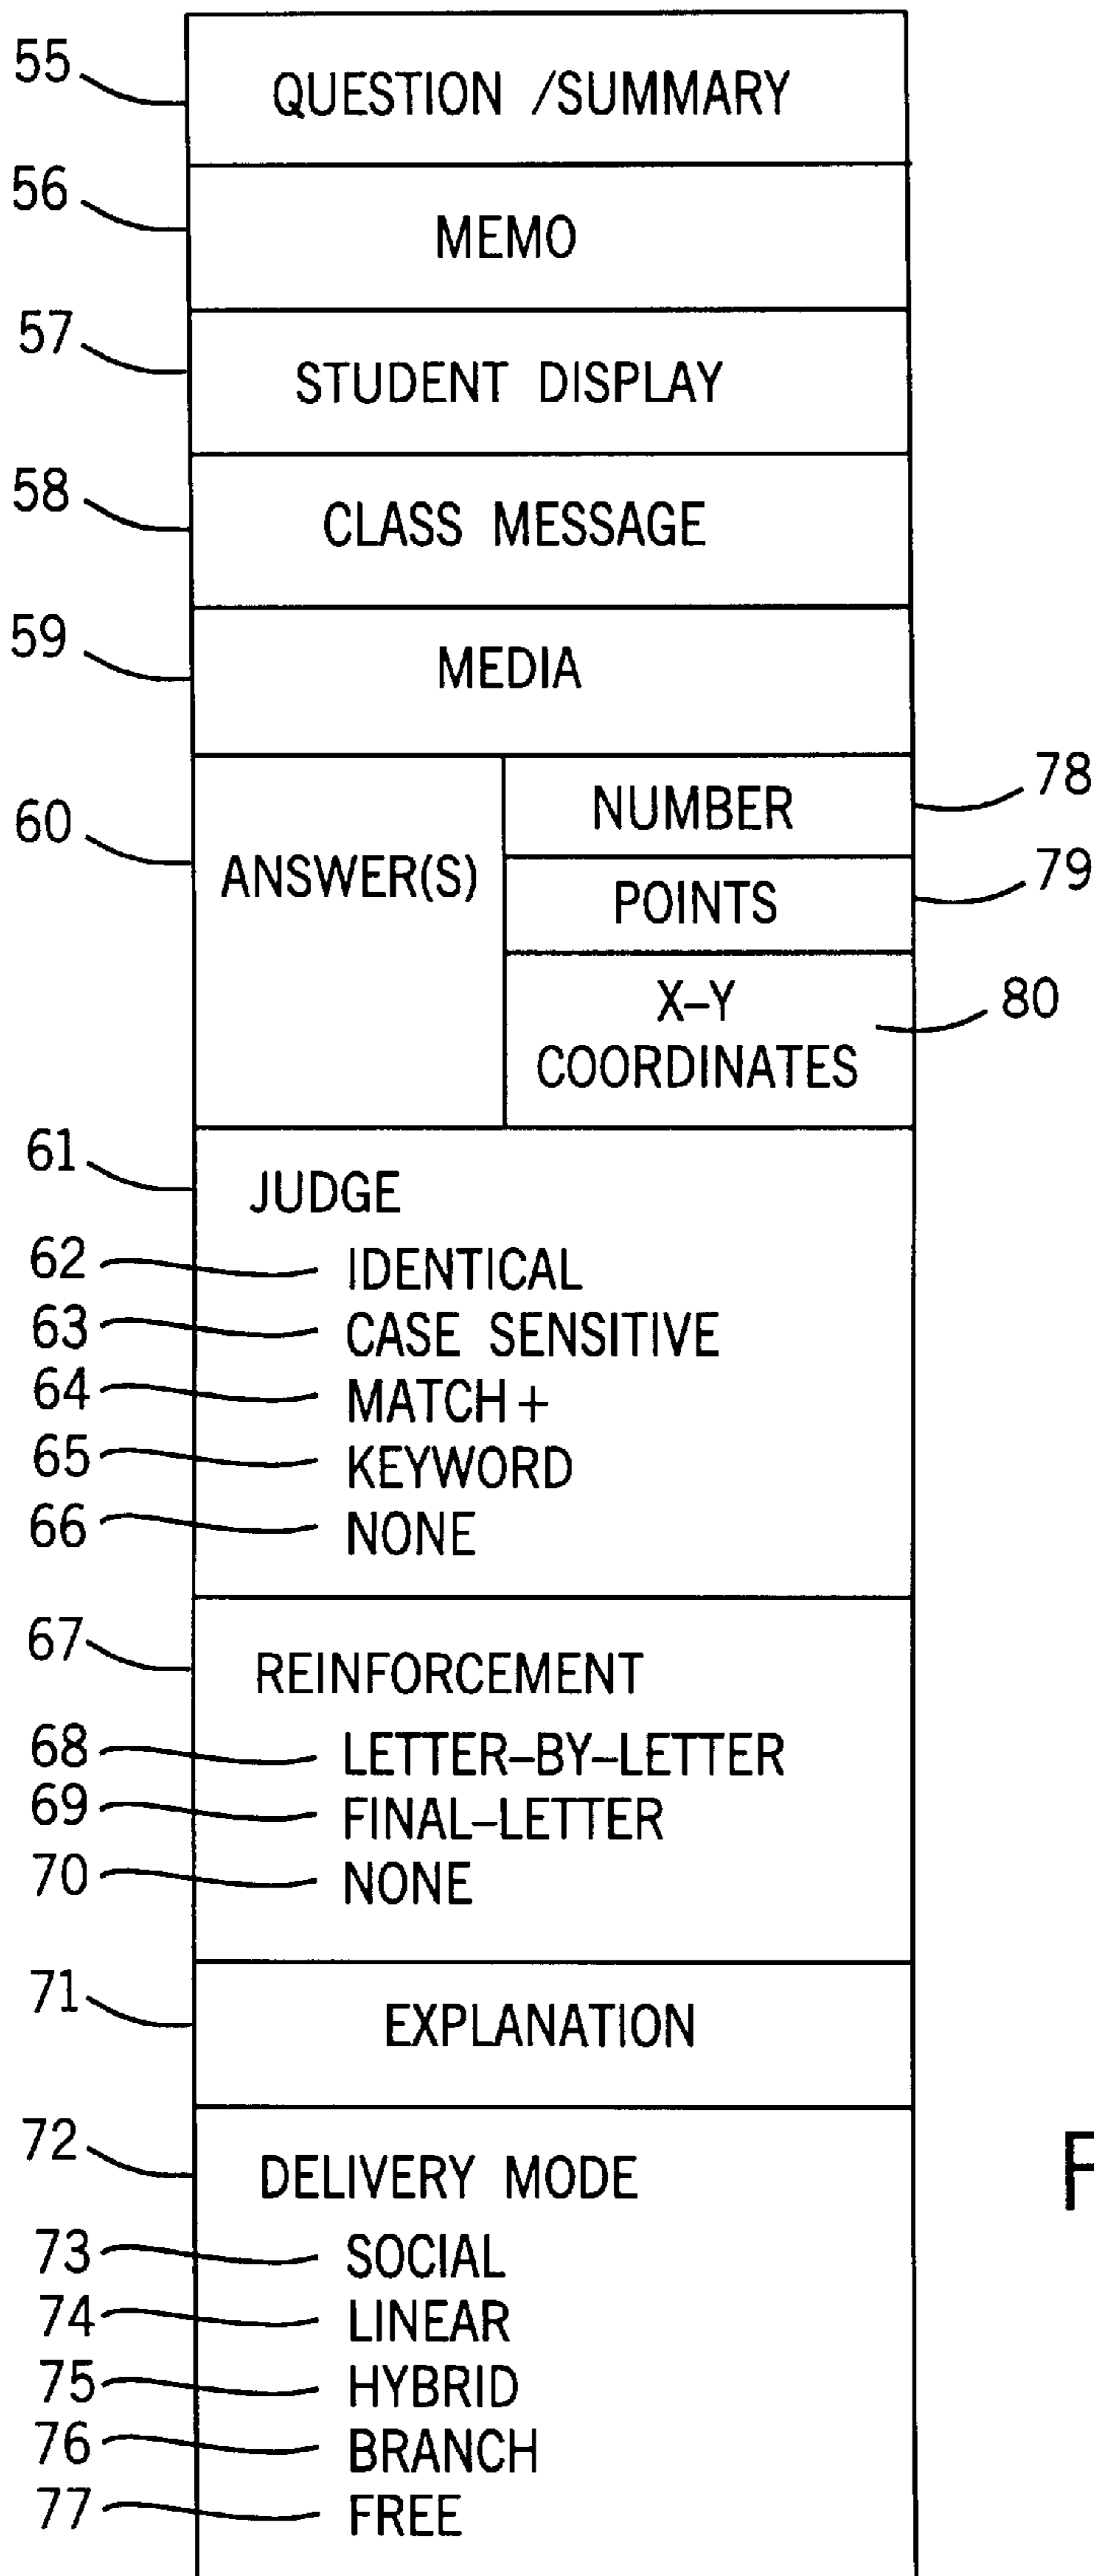 55 QUESTION /SUMMARY
56 MEMO
57 STUDENT DISPLAY
58 CLASS MESSAGE
59 MEDIA
NUMBER 78
60 ANSWER(S)
POINTS 79
X–Y 80
COORDINATES
61 JUDGE
62 IDENTICAL
63 CASE SENSITIVE
64 MATCH+
65 KEYWORD
66 NONE
67 REINFORCEMENT
68 LETTER–BY–LETTER
69 FINAL–LETTER
70 NONE
71 EXPLANATION
72 DELIVERY MODE
73 SOCIAL
74 LINEAR
75 HYBRID
76 BRANCH
77 FREE